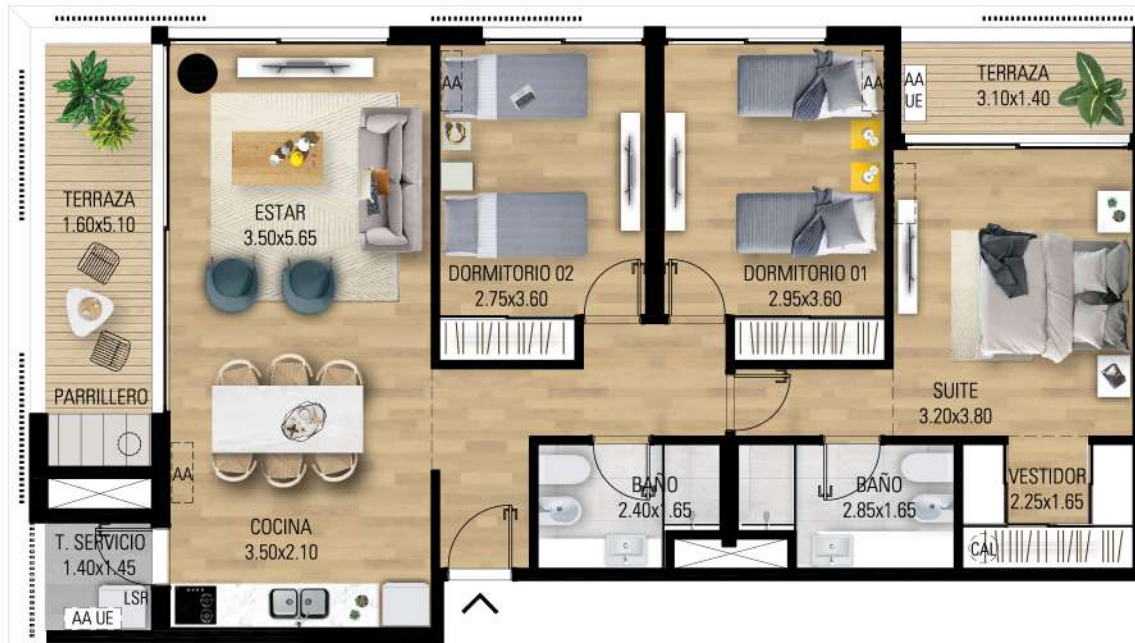 TERRAZA
1.60x5.10
PARRILLERO
ESTAR
3.50x5.65
AA
DORMITORIO 02
2.75x3.60
AA
DORMITORIO 01
2.95x3.60
AA
UE
TERRAZA
3.10x1.40
SUITE
3.20x3.80
AA
COCINA
3.50x2.10
T. SERVICIO
1.40x1.45
LSR
AA UE
BAÑO
2.40x1.65
BAÑO
2.85x1.65
VESTIDOR
2.25x1.65
CAL